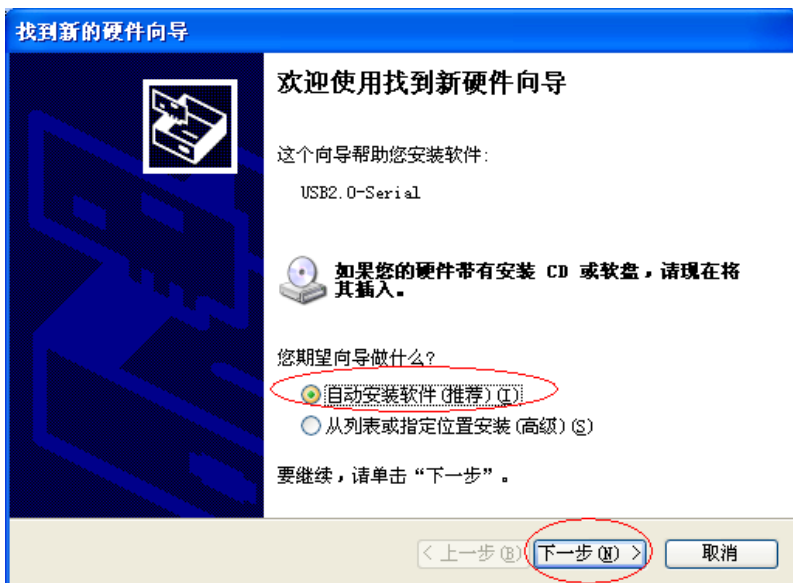 找到新的硬件向导
欢迎使用找到新硬件向导
这个向导帮助您安装软件:
USB2.0-Serial
如果您的硬件带有安装 CD 或软盘，请现在将
其插入。
您期望向导做什么?
自动安装软件(推荐)(I)
从列表或指定位置安装(高级)(S)
要继续，请单击“下一步”。
< 上一步(B) 下一步(N) > 取消